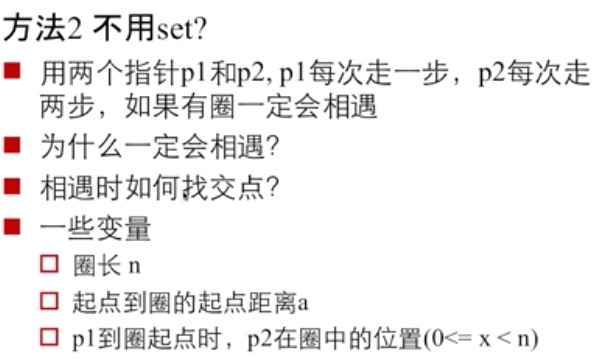 方法2 不用set?
用两个指针p1和p2, p1每次走一步，p2每次走
两步，如果有圈一定会相遇
为什么一定会相遇？
相遇时如何找交点？
一些变量
圈长 n
起点到圈的起点距离a
p1到圈起点时，p2在圈中的位置(0<= x < n)